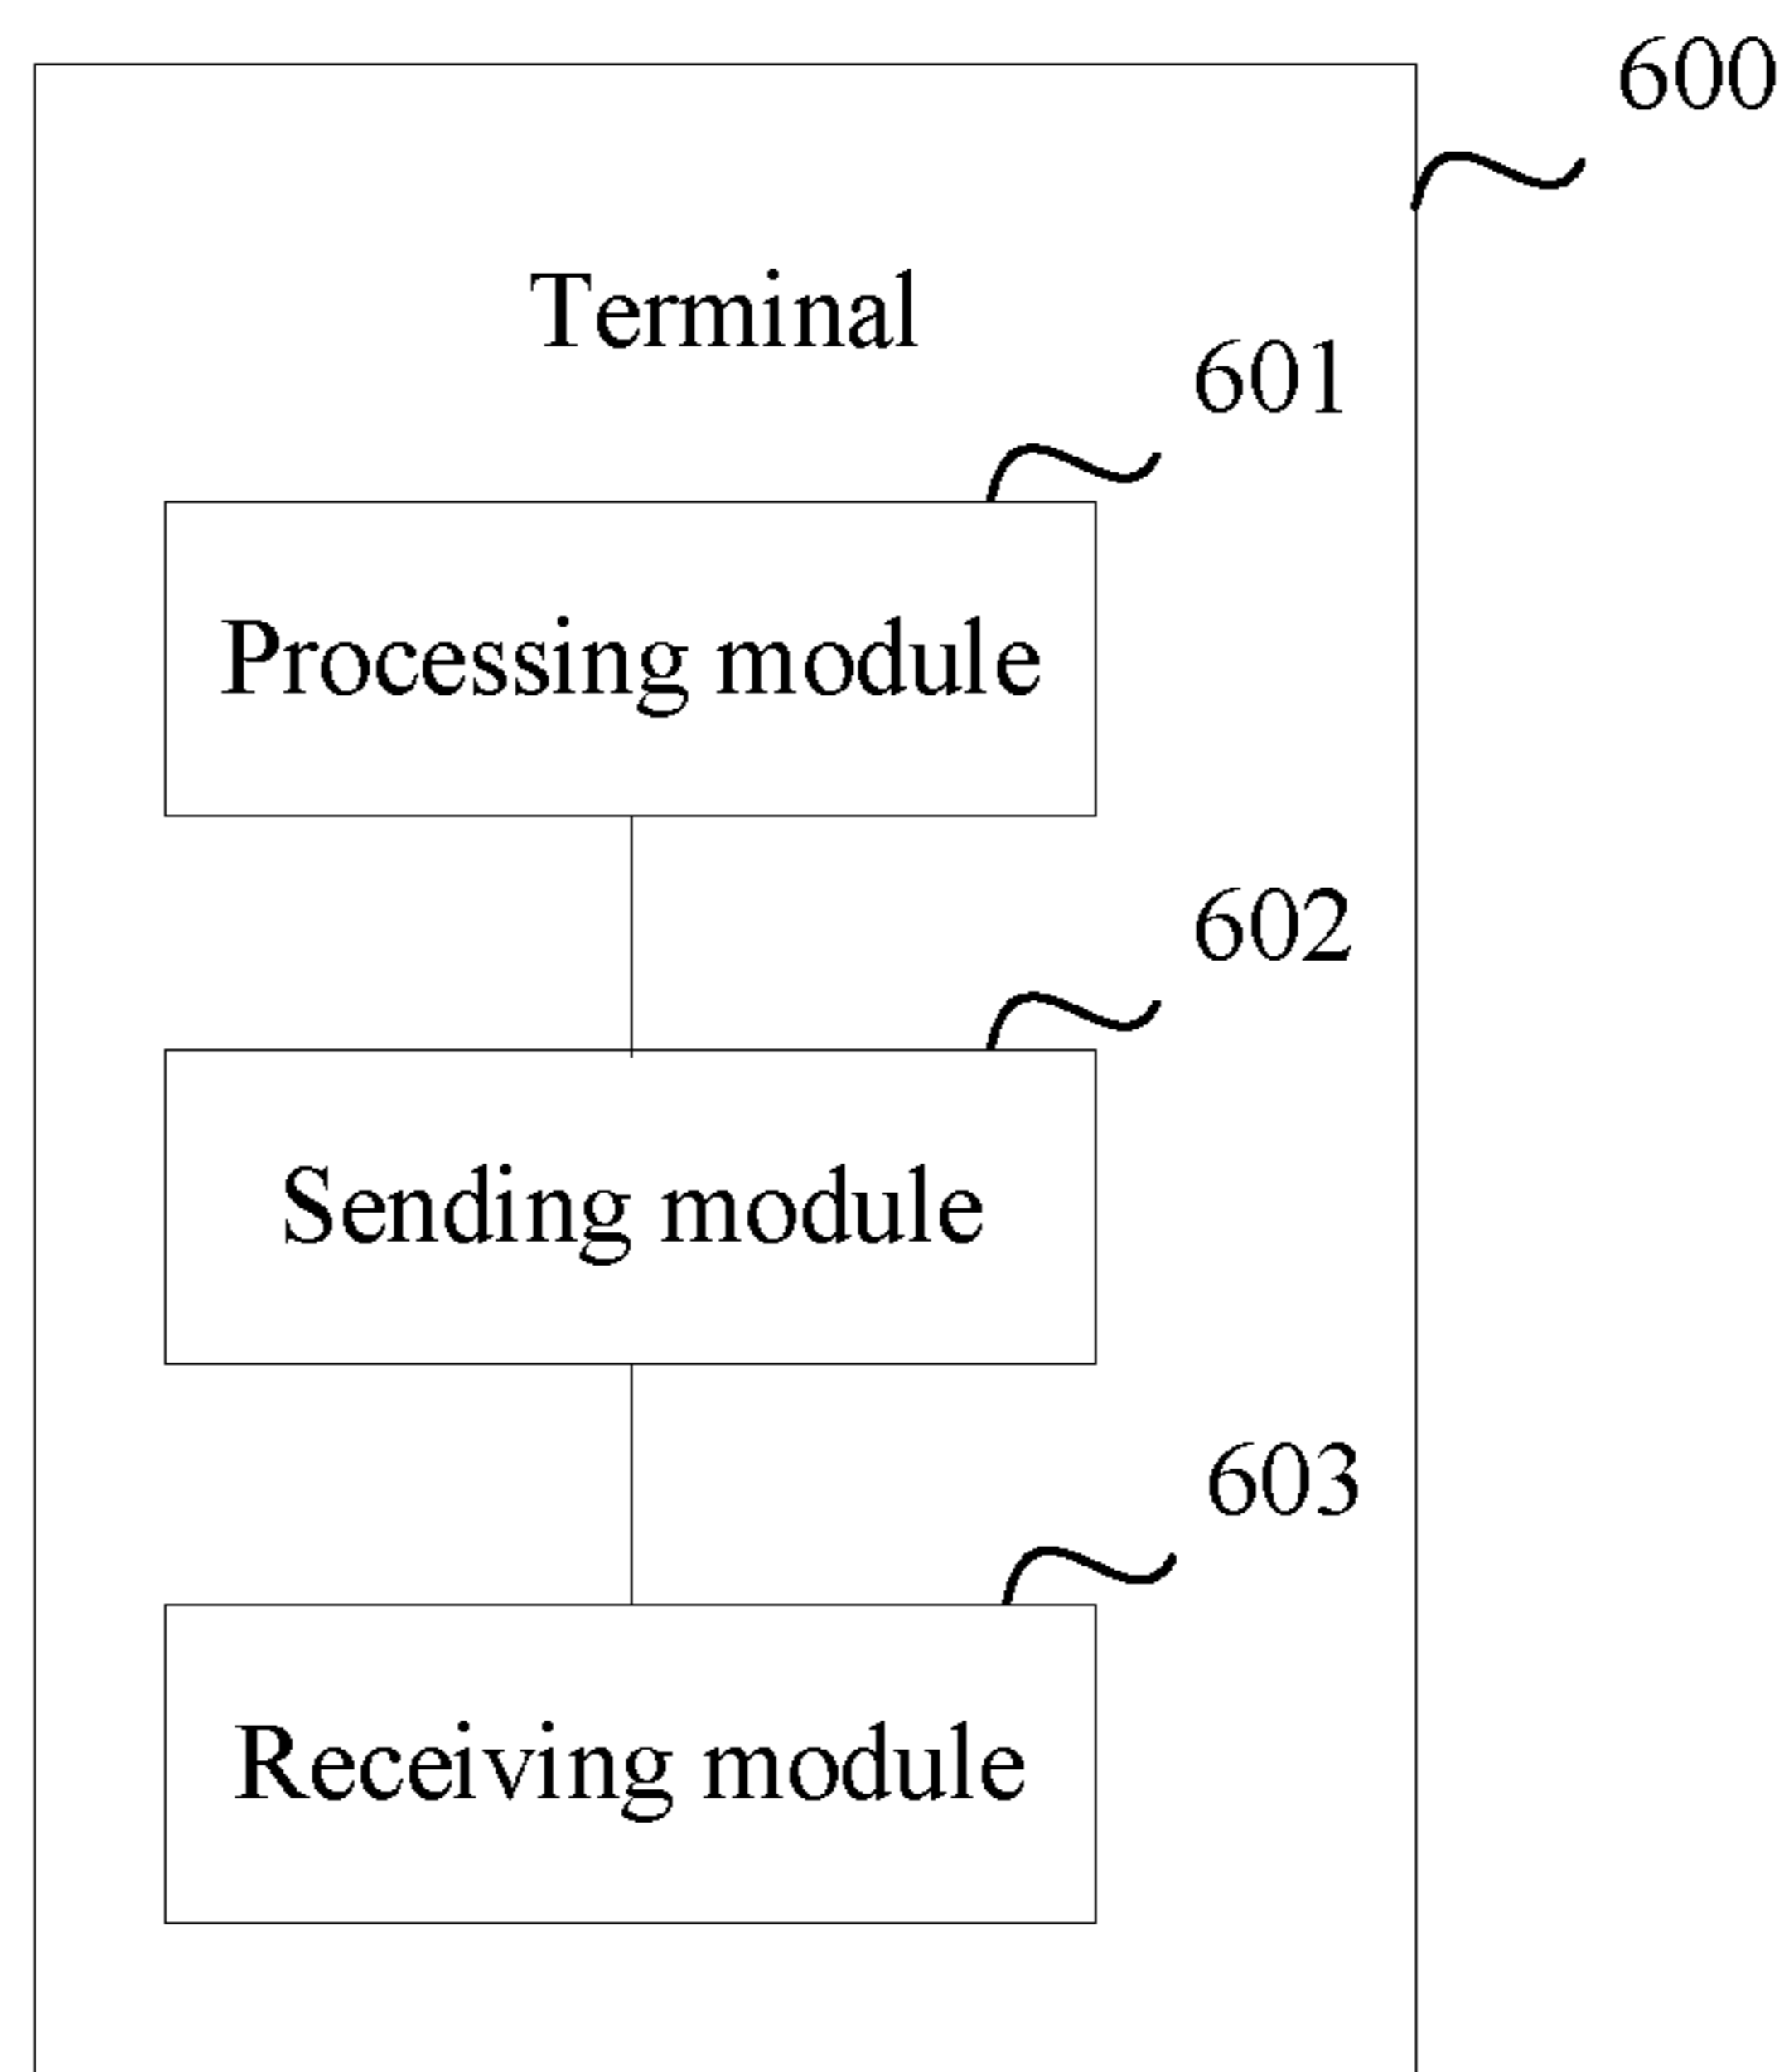 600
Terminal
601
Processing module
602
Sending module
603
Receiving module